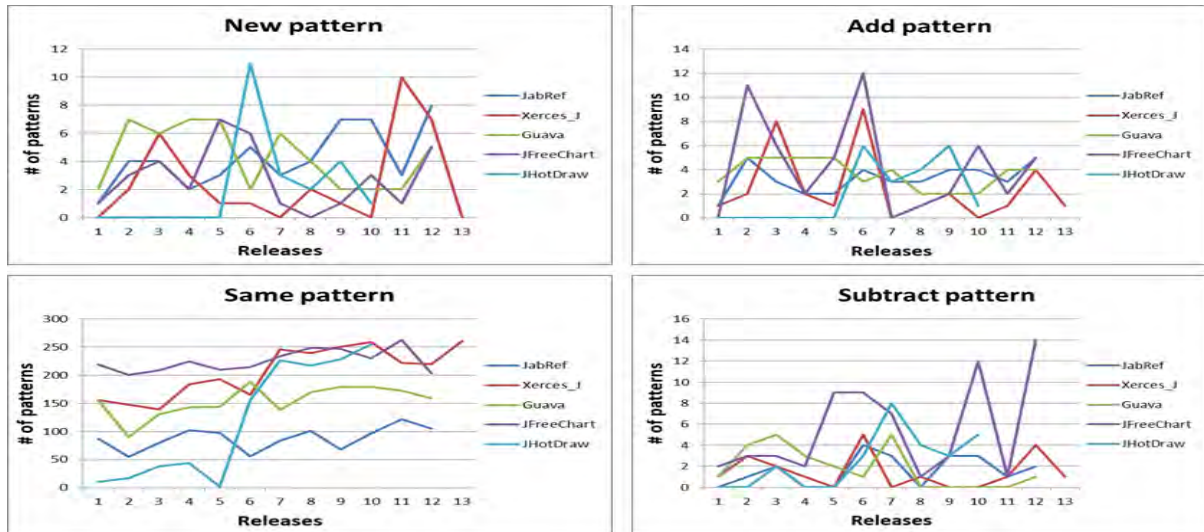 New pattern
# of patterns
12
10
8
6
4
2
0
1 2 3 4 5 6 7 8 9 10 11 12 13
Releases
JabRef
Xerces_J
Guava
JFreeChart
JHotDraw
Add pattern
# of patterns
14
12
10
8
6
4
2
0
1 2 3 4 5 6 7 8 9 10 11 12 13
Releases
JabRef
Xerces_J
Guava
JFreeChart
JHotDraw
Same pattern
# of patterns
300
250
200
150
100
50
0
1 2 3 4 5 6 7 8 9 10 11 12 13
Releases
JabRef
Xerces_J
Guava
JFreeChart
JHotDraw
Subtract pattern
# of patterns
16
14
12
10
8
6
4
2
0
1 2 3 4 5 6 7 8 9 10 11 12 13
Releases
JabRef
Xerces_J
Guava
JFreeChart
JHotDraw